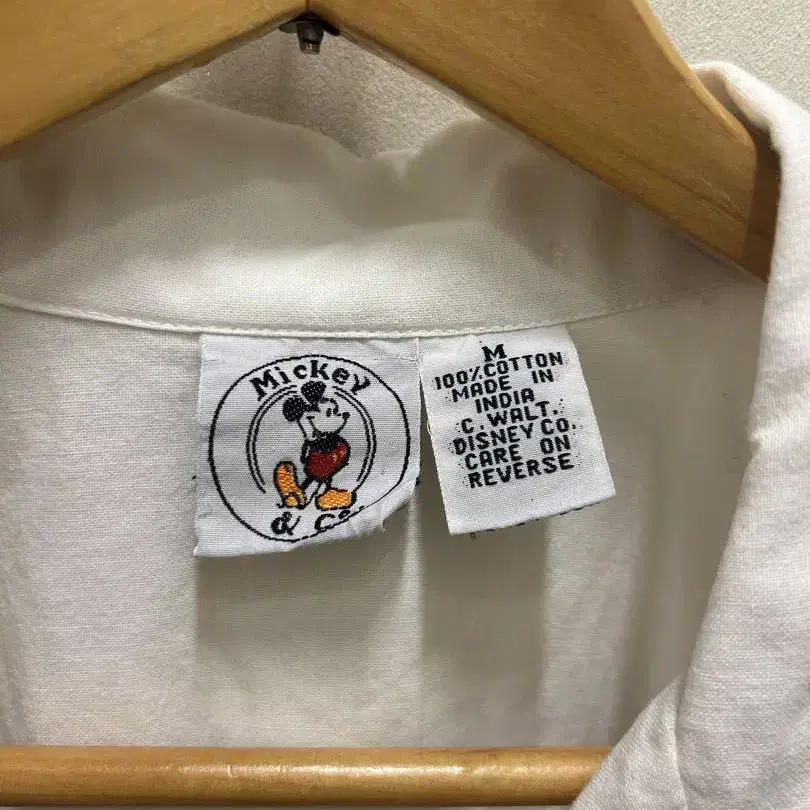 Mickey
& Co.
M
100%COTTON
MADE IN
INDIA
C. WALT.
DISNEY CO.
CARE ON
REVERSE